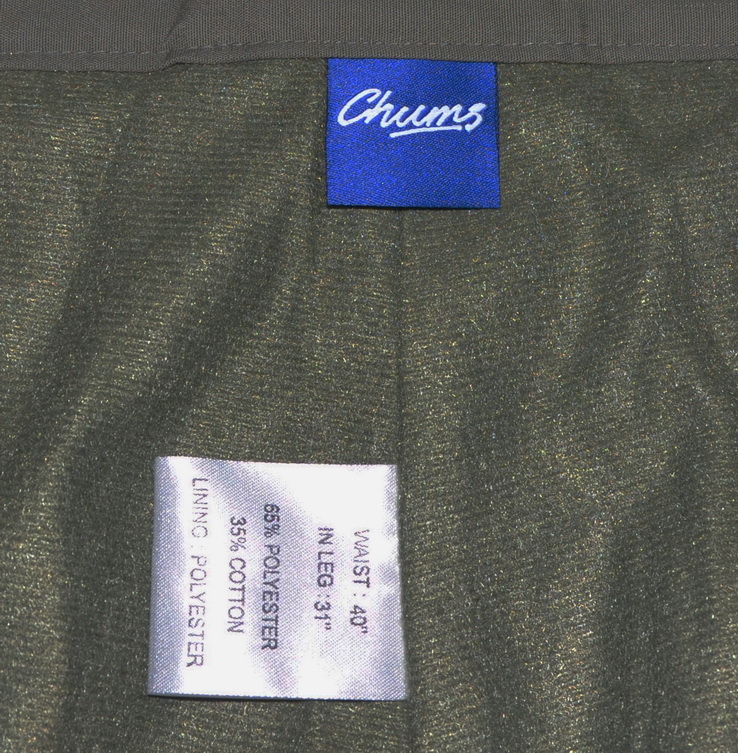 Chums
WAIST : 40"
IN LEG : 31"
65% POLYESTER
35% COTTON
LINING : POLYESTER